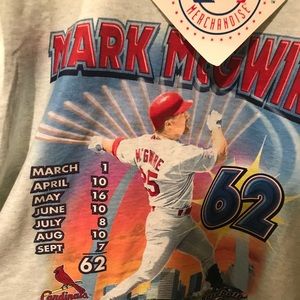 MERCHANDISE
MARK McGWI
McGWIRE
25
62
MARCH 1
APRIL 10
MAY 16
JUNE 10
JULY 8
AUG 10
SEPT. 7
62
Cardinals